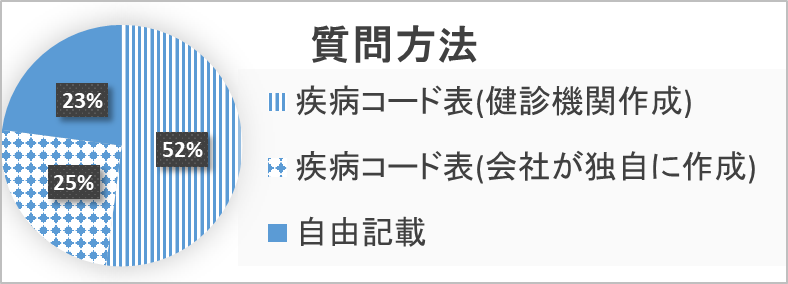 質問方法
23%
52%
25%
疾病コード表(健診機関作成)
疾病コード表(会社が独自に作成)
自由記載